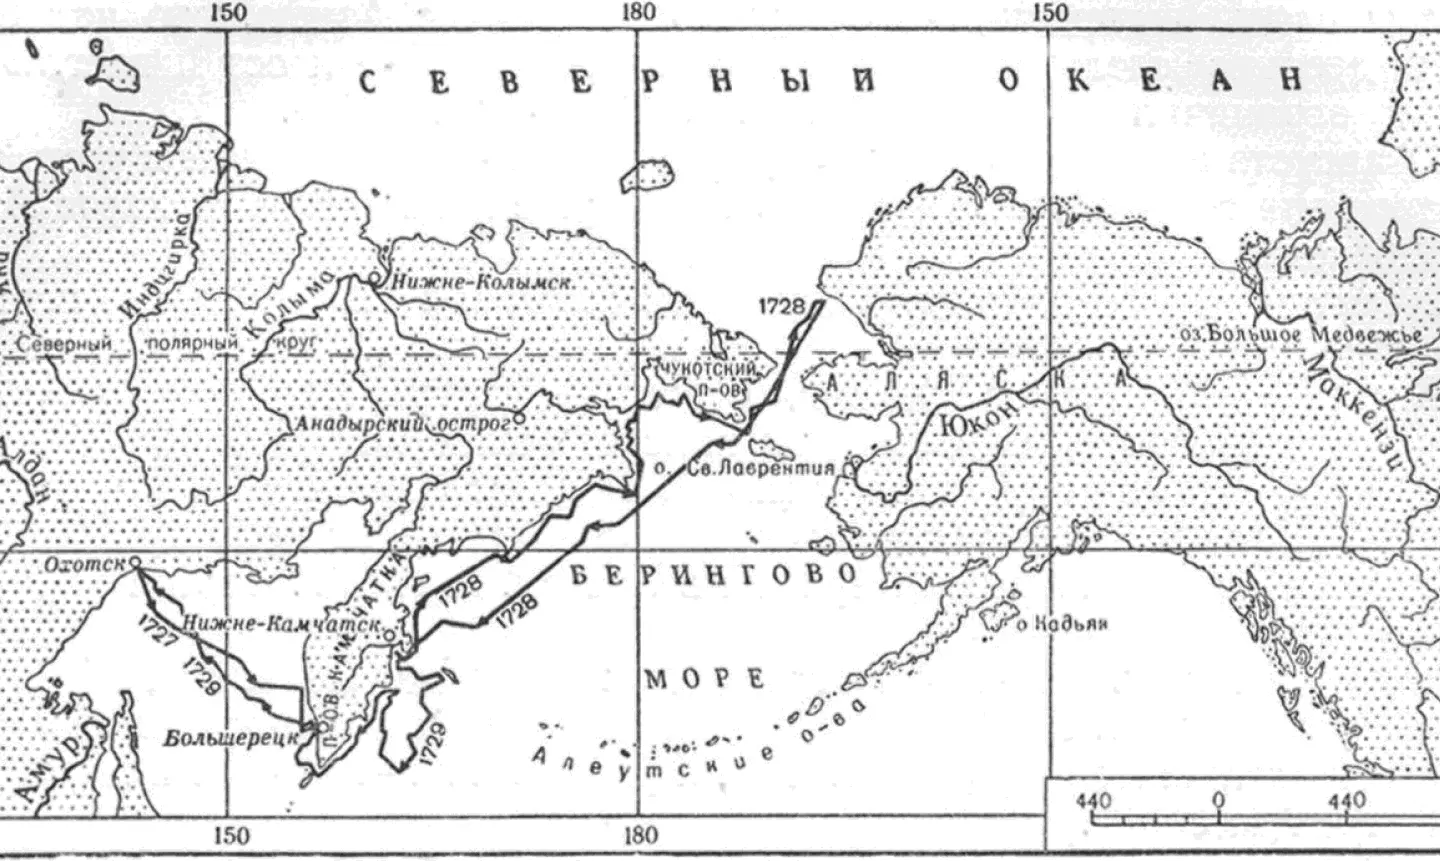 150 180 150
СЕВЕРНЫЙ ОКЕАН
Индигирка
Колыма
Нижне-Колымск
1728
Северный полярный круг
оз. Большое Медвежье
ЧУКОТСКИЙ
П-ОВ
АЛЯСКА
Маккензи
Анадырский острог
Юкон
о. Св. Лаврентия
Охотск
П-ОВ КАМЧАТКА
БЕРИНГОВО
1728
1728
Нижне-Камчатск
о Кадьяк
1727
1729
МОРЕ
Большерецк
1729
Амур
Алеутские о-ва
440 0 440
150 180